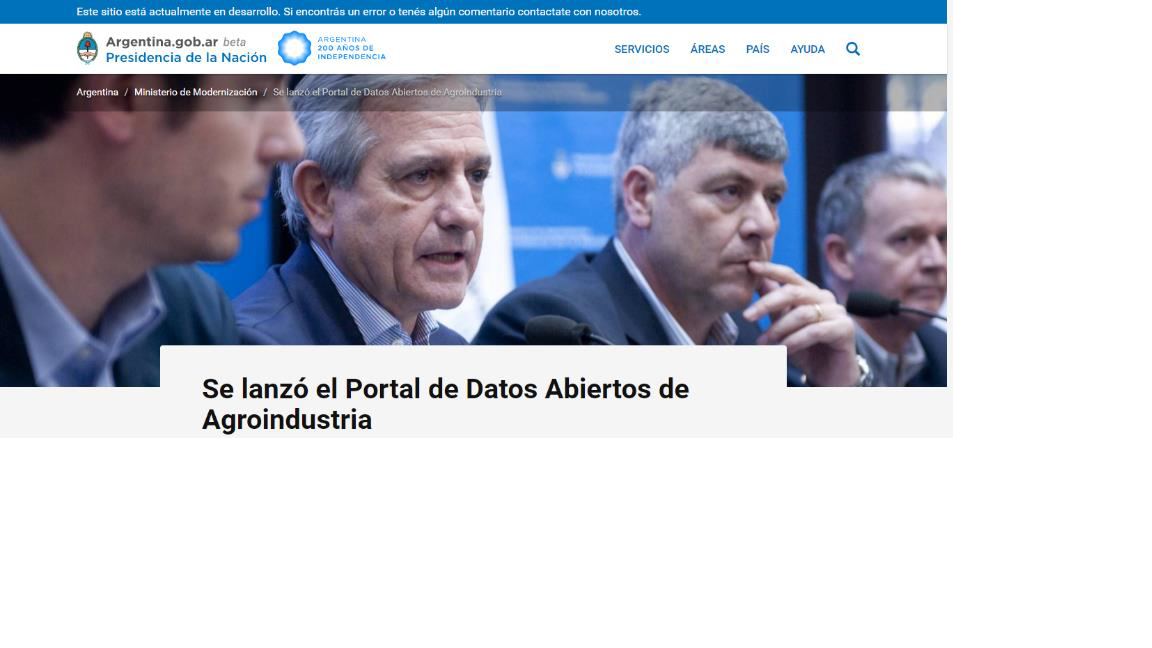 Este sitio está actualmente en desarrollo. Si encontrás un error o tenés algún comentario contactate con nosotros.
Argentina.gob.ar beta
Presidencia de la Nación
ARGENTINA
200 AÑOS DE
INDEPENDENCIA
SERVICIOS ÁREAS PAÍS AYUDA
Argentina / Ministerio de Modernización / Se lanzó el Portal de Datos Abiertos de Agroindustria
Se lanzó el Portal de Datos Abiertos de
Agroindustria